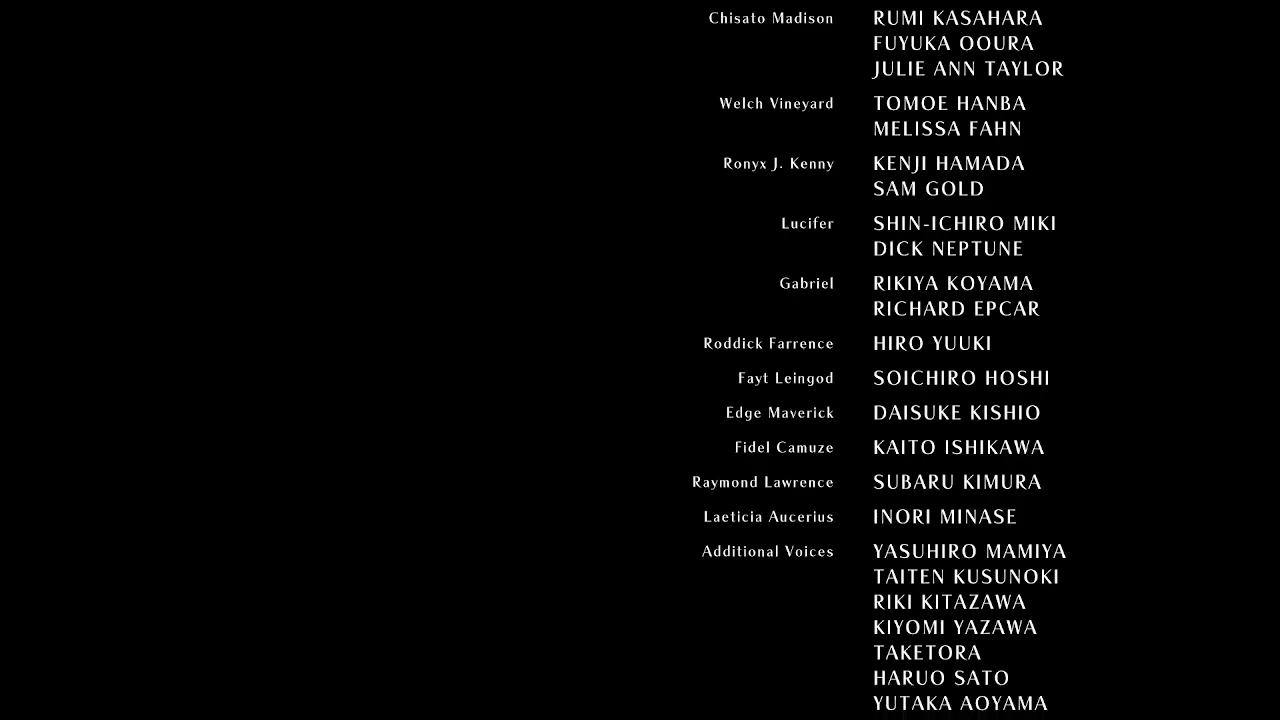 Chisato Madison RUMI KASAHARA
FUYUKA OOURA
JULIE ANN TAYLOR
Welch Vineyard TOMOE HANBA
MELISSA FAHN
Ronyx J. Kenny KENJI HAMADA
SAM GOLD
Lucifer SHIN-ICHIRO MIKI
DICK NEPTUNE
Gabriel RIKIYA KOYAMA
RICHARD EPCAR
Roddick Farrence HIRO YUUKI
Fayt Leingod SOICHIRO HOSHI
Edge Maverick DAISUKE KISHIO
Fidel Camuze KAITO ISHIKAWA
Raymond Lawrence SUBARU KIMURA
Laeticia Aucerius INORI MINASE
Additional Voices YASUHIRO MAMIYA
TAITEN KUSUNOKI
RIKI KITAZAWA
KIYOMI YAZAWA
TAKETORA
HARUO SATO
YUTAKA AOYAMA